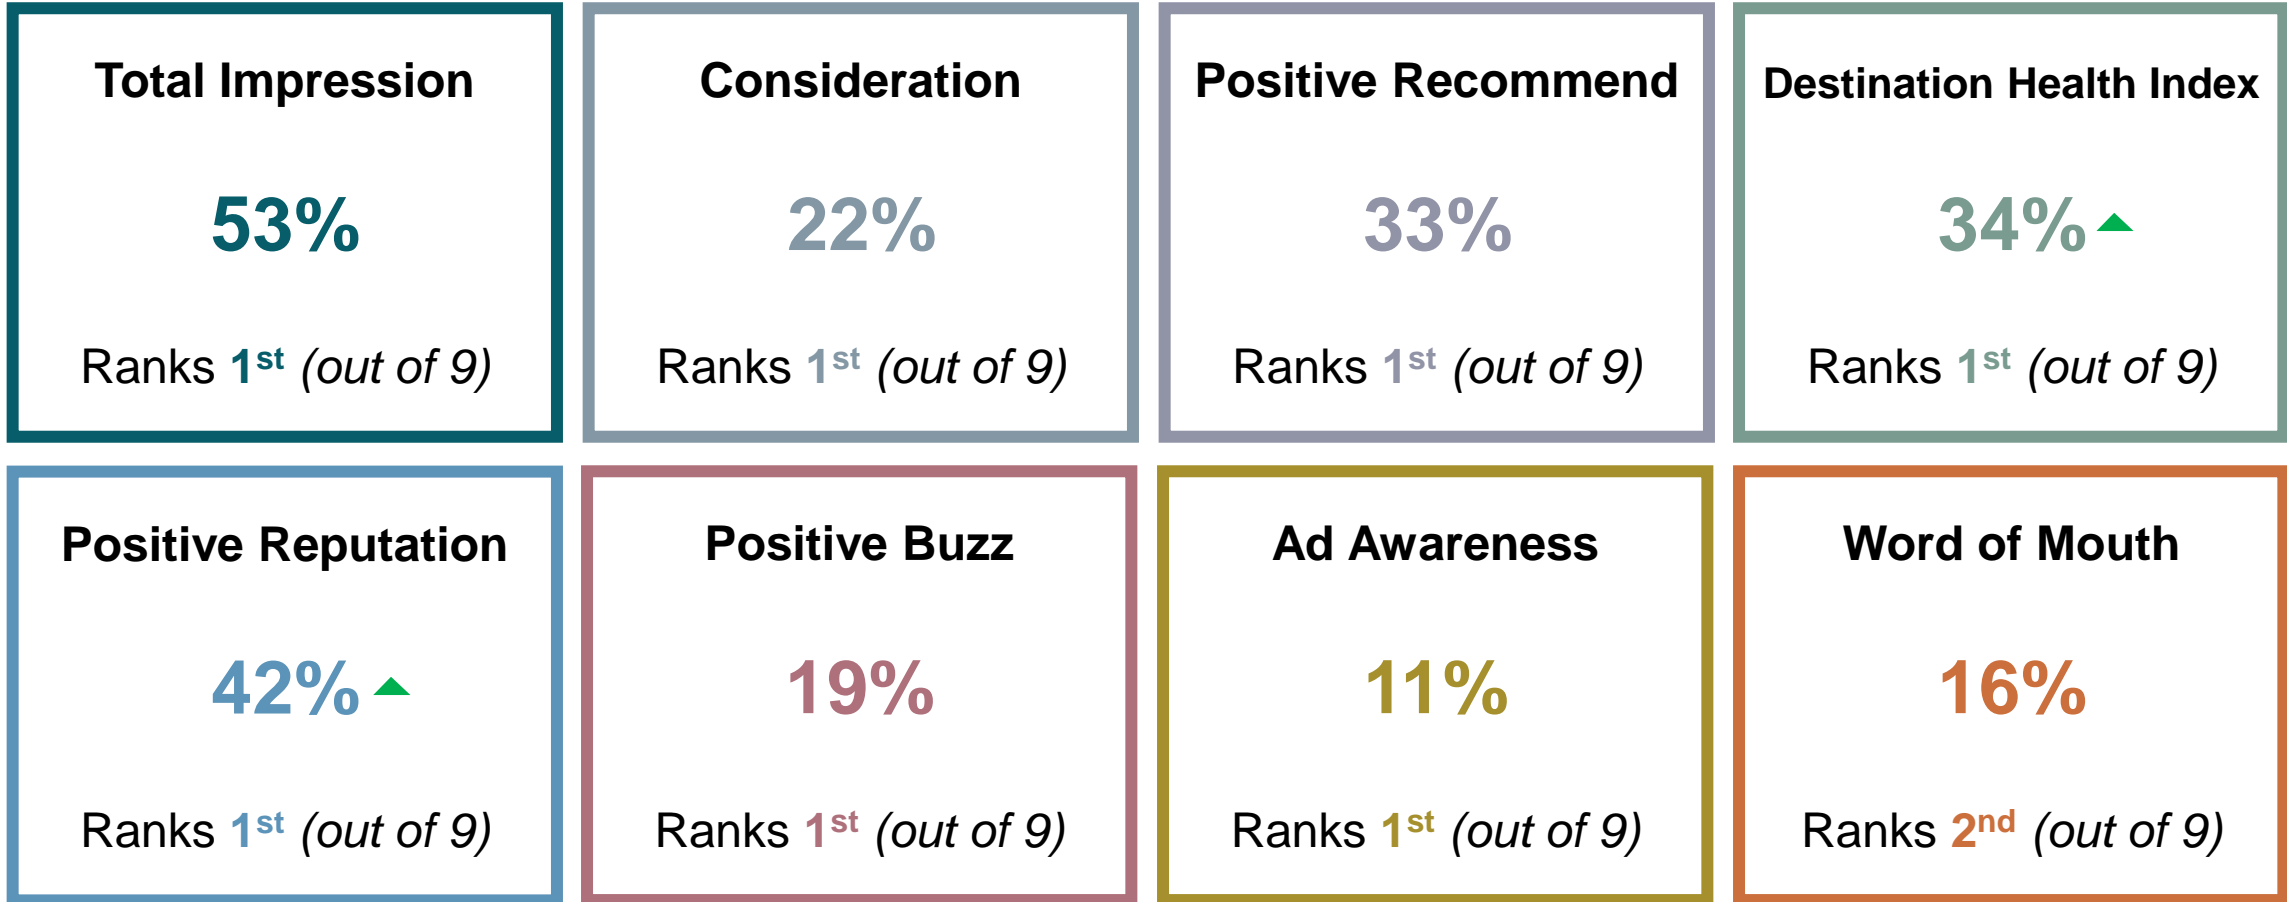 Total Impression
53%
Ranks 1st (out of 9)
Consideration
22%
Ranks 1st (out of 9)
Positive Recommend
33%
Ranks 1st (out of 9)
Destination Health Index
34%
Ranks 1st (out of 9)
Positive Reputation
42%
Ranks 1st (out of 9)
Positive Buzz
19%
Ranks 1st (out of 9)
Ad Awareness
11%
Ranks 1st (out of 9)
Word of Mouth
16%
Ranks 2nd (out of 9)